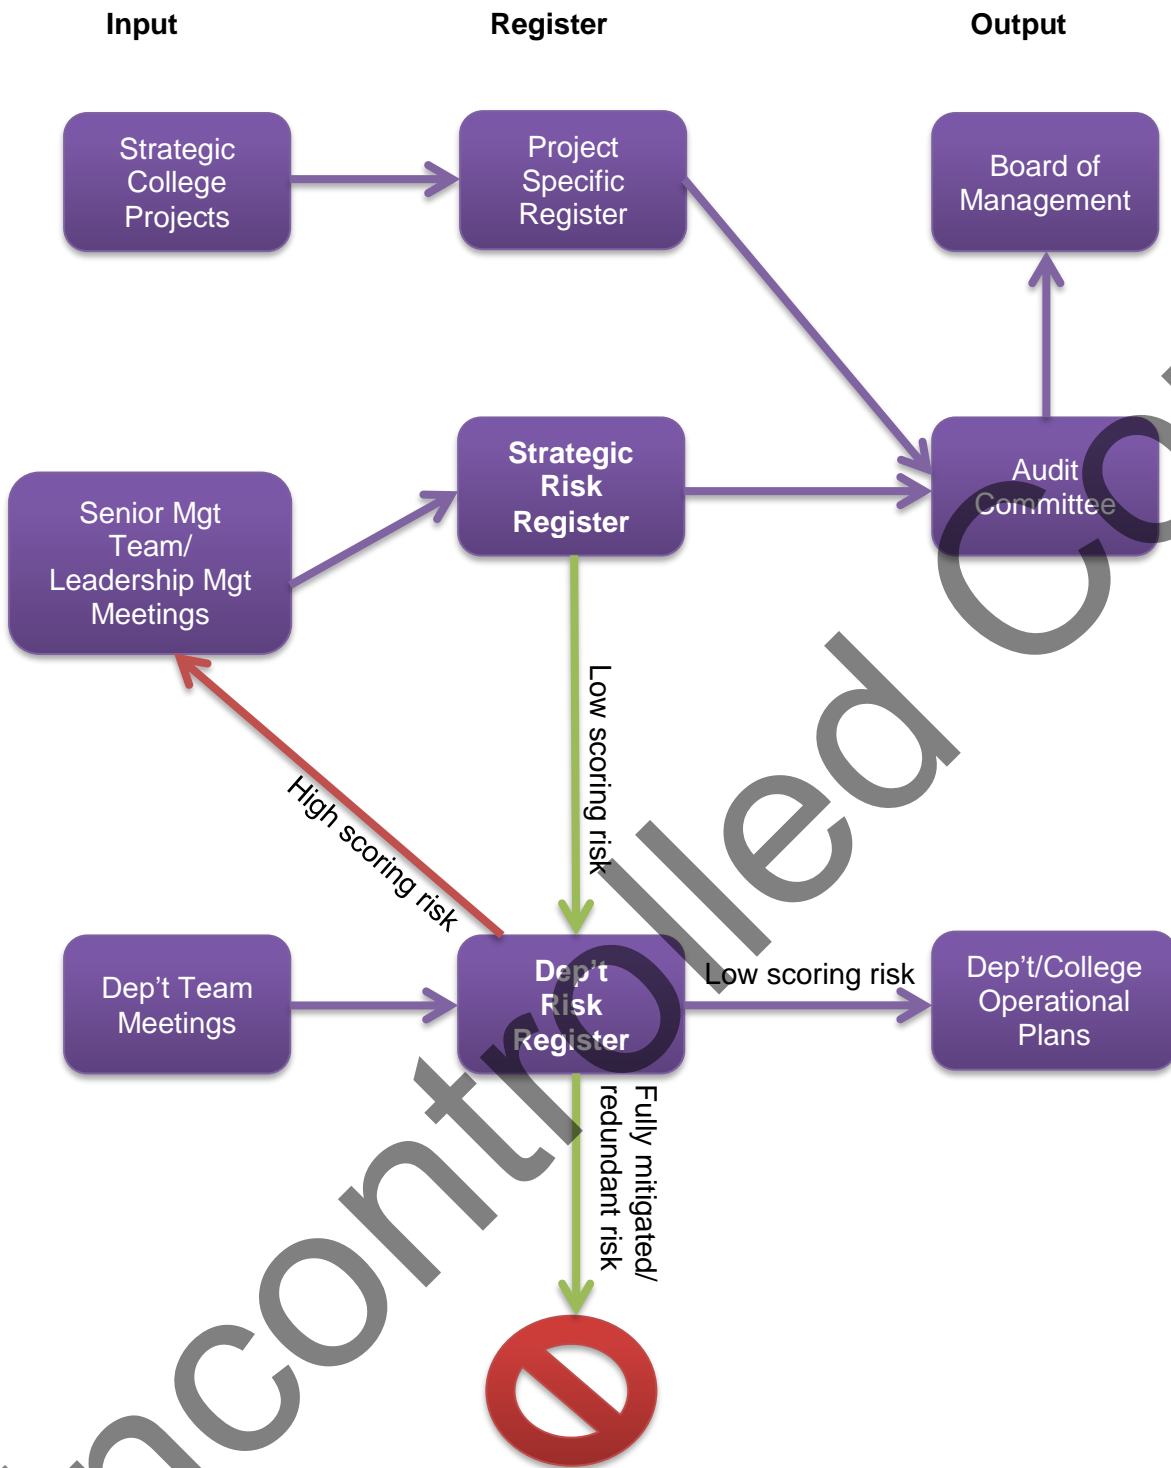 Input
Register
Output
Strategic
College
Projects
Project
Specific
Register
Board of
Management
Senior Mgt
Team/
Leadership Mgt
Meetings
Strategic
Risk
Register
Audit
Committee
Low scoring risk
High scoring risk
Dep't Team
Meetings
Dep't
Risk
Register
Low scoring risk
Dep't/College
Operational
Plans
Fully mitigated/
redundant risk
ncontrolled Co